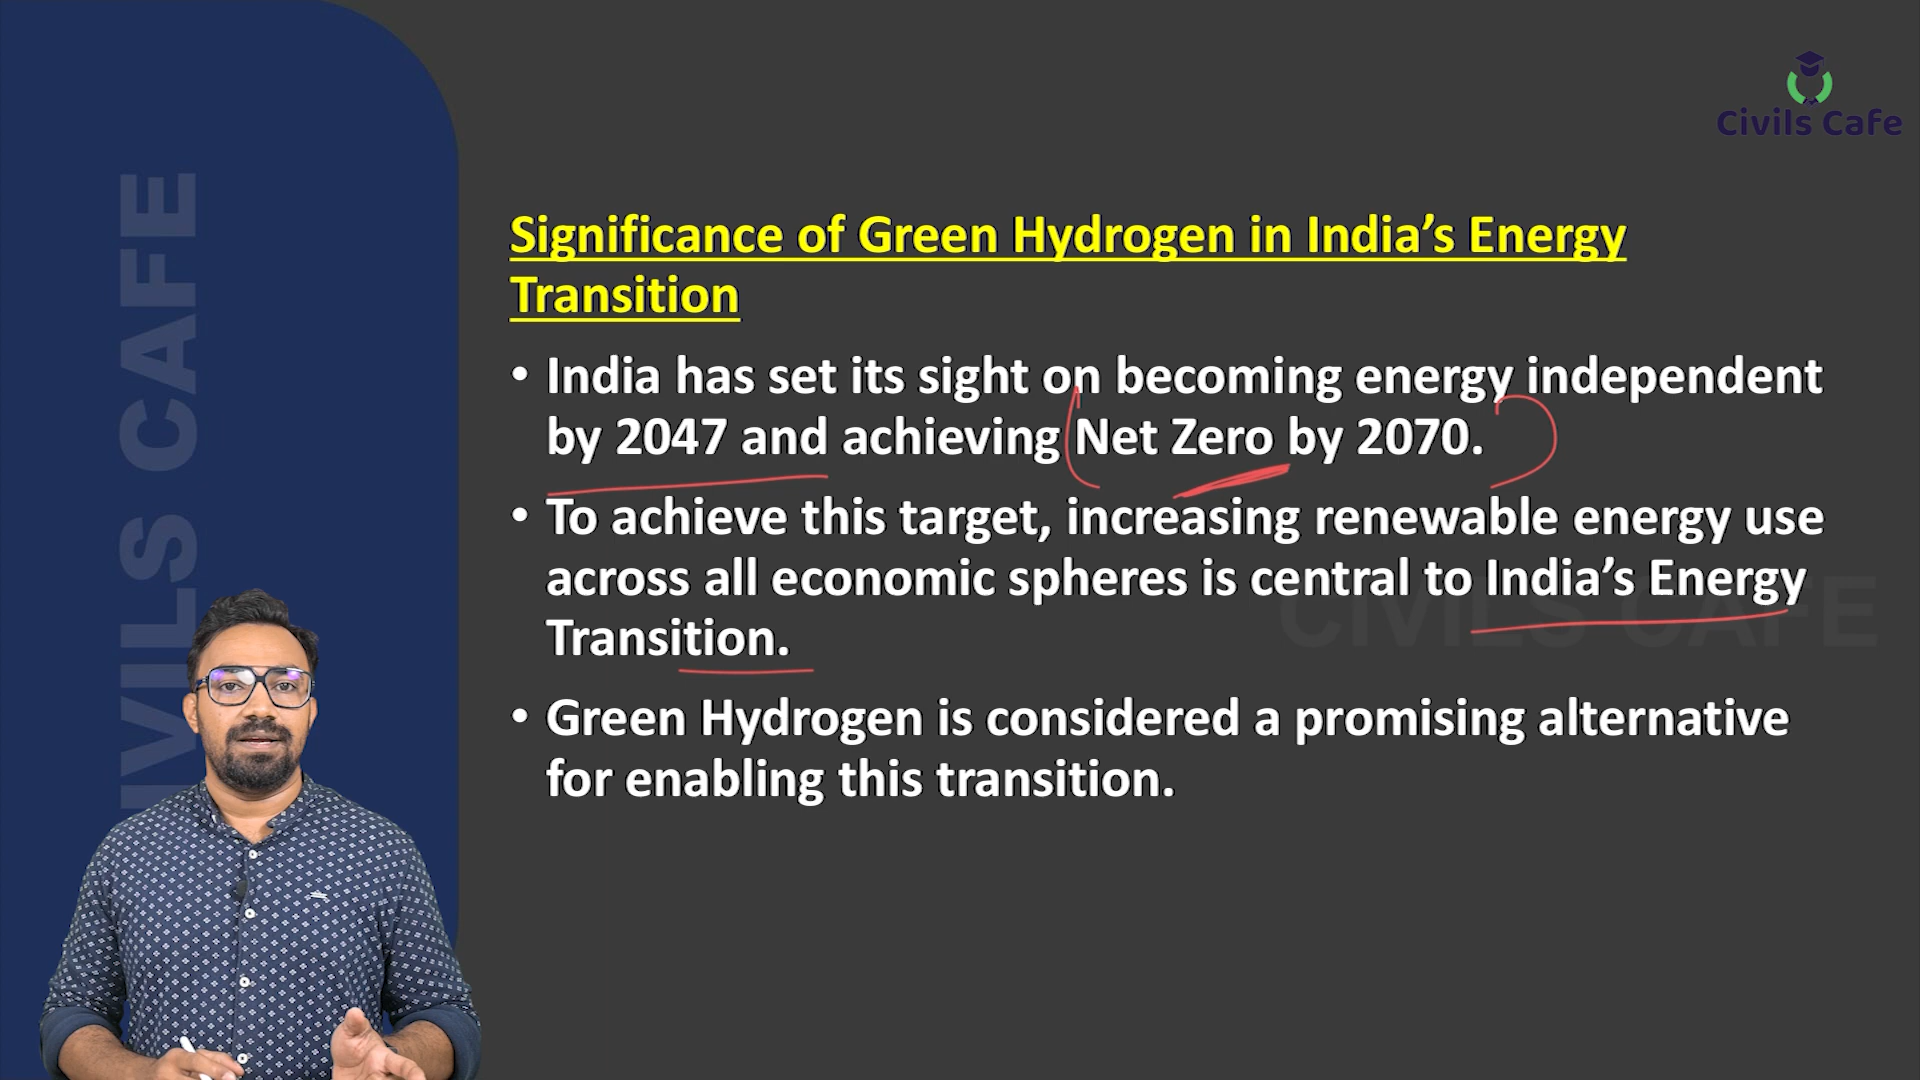 Civils Cafe
Significance of Green Hydrogen in India’s Energy
Transition
• India has set its sight on becoming energy independent
by 2047 and achieving Net Zero by 2070.
• To achieve this target, increasing renewable energy use
across all economic spheres is central to India’s Energy
Transition.
• Green Hydrogen is considered a promising alternative
for enabling this transition.
CIVILS CAFE
IVILS CAFE